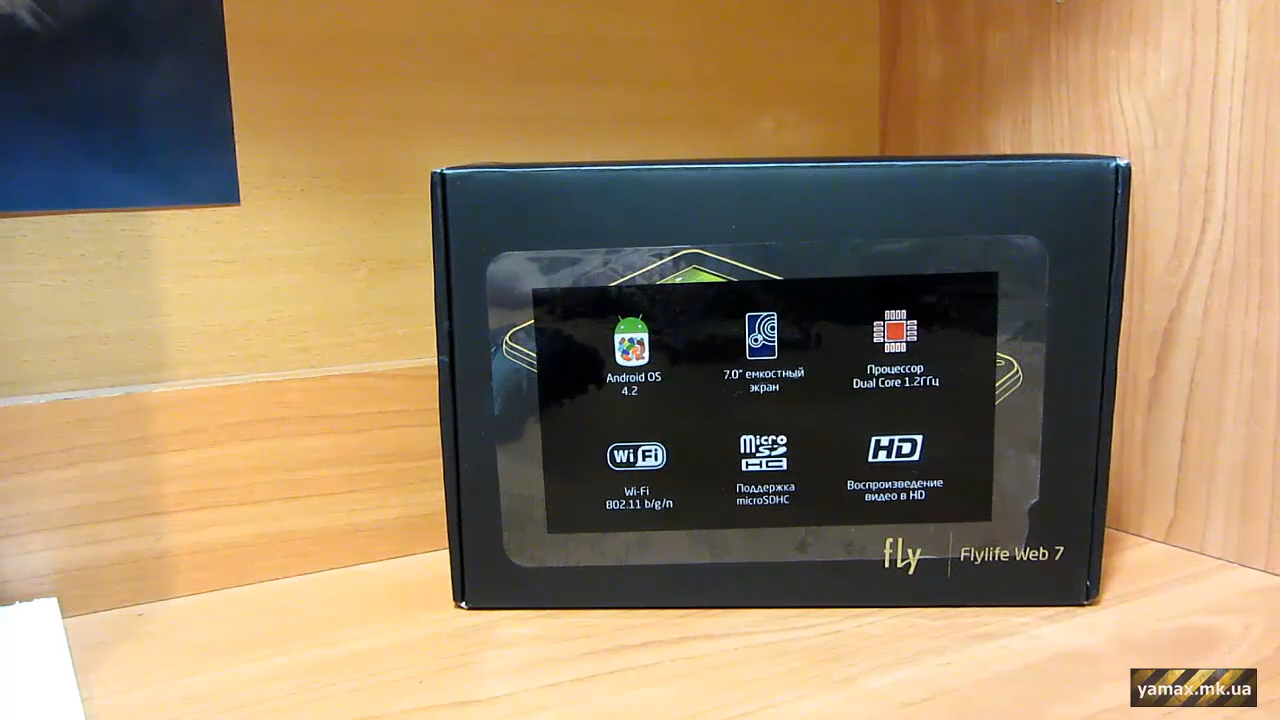 Android OS
4.2
7.0" емкостный
экран
Процессор
Dual Core 1.2ГГц
Wi Fi
Wi-Fi
802.11 b/g/n
Micro
SD
HC
Поддержка
microSDHC
HD
Воспроизведение
видео в HD
fly
Flylife Web 7
yamax.mk.ua